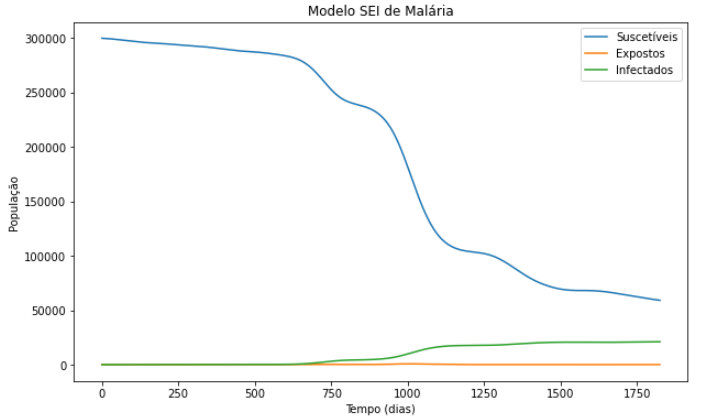 Modelo SEI de Malária
Suscetíveis
Expostos
Infectados
População
300000
250000
200000
150000
100000
50000
0
0 250 500 750 1000 1250 1500 1750
Tempo (dias)